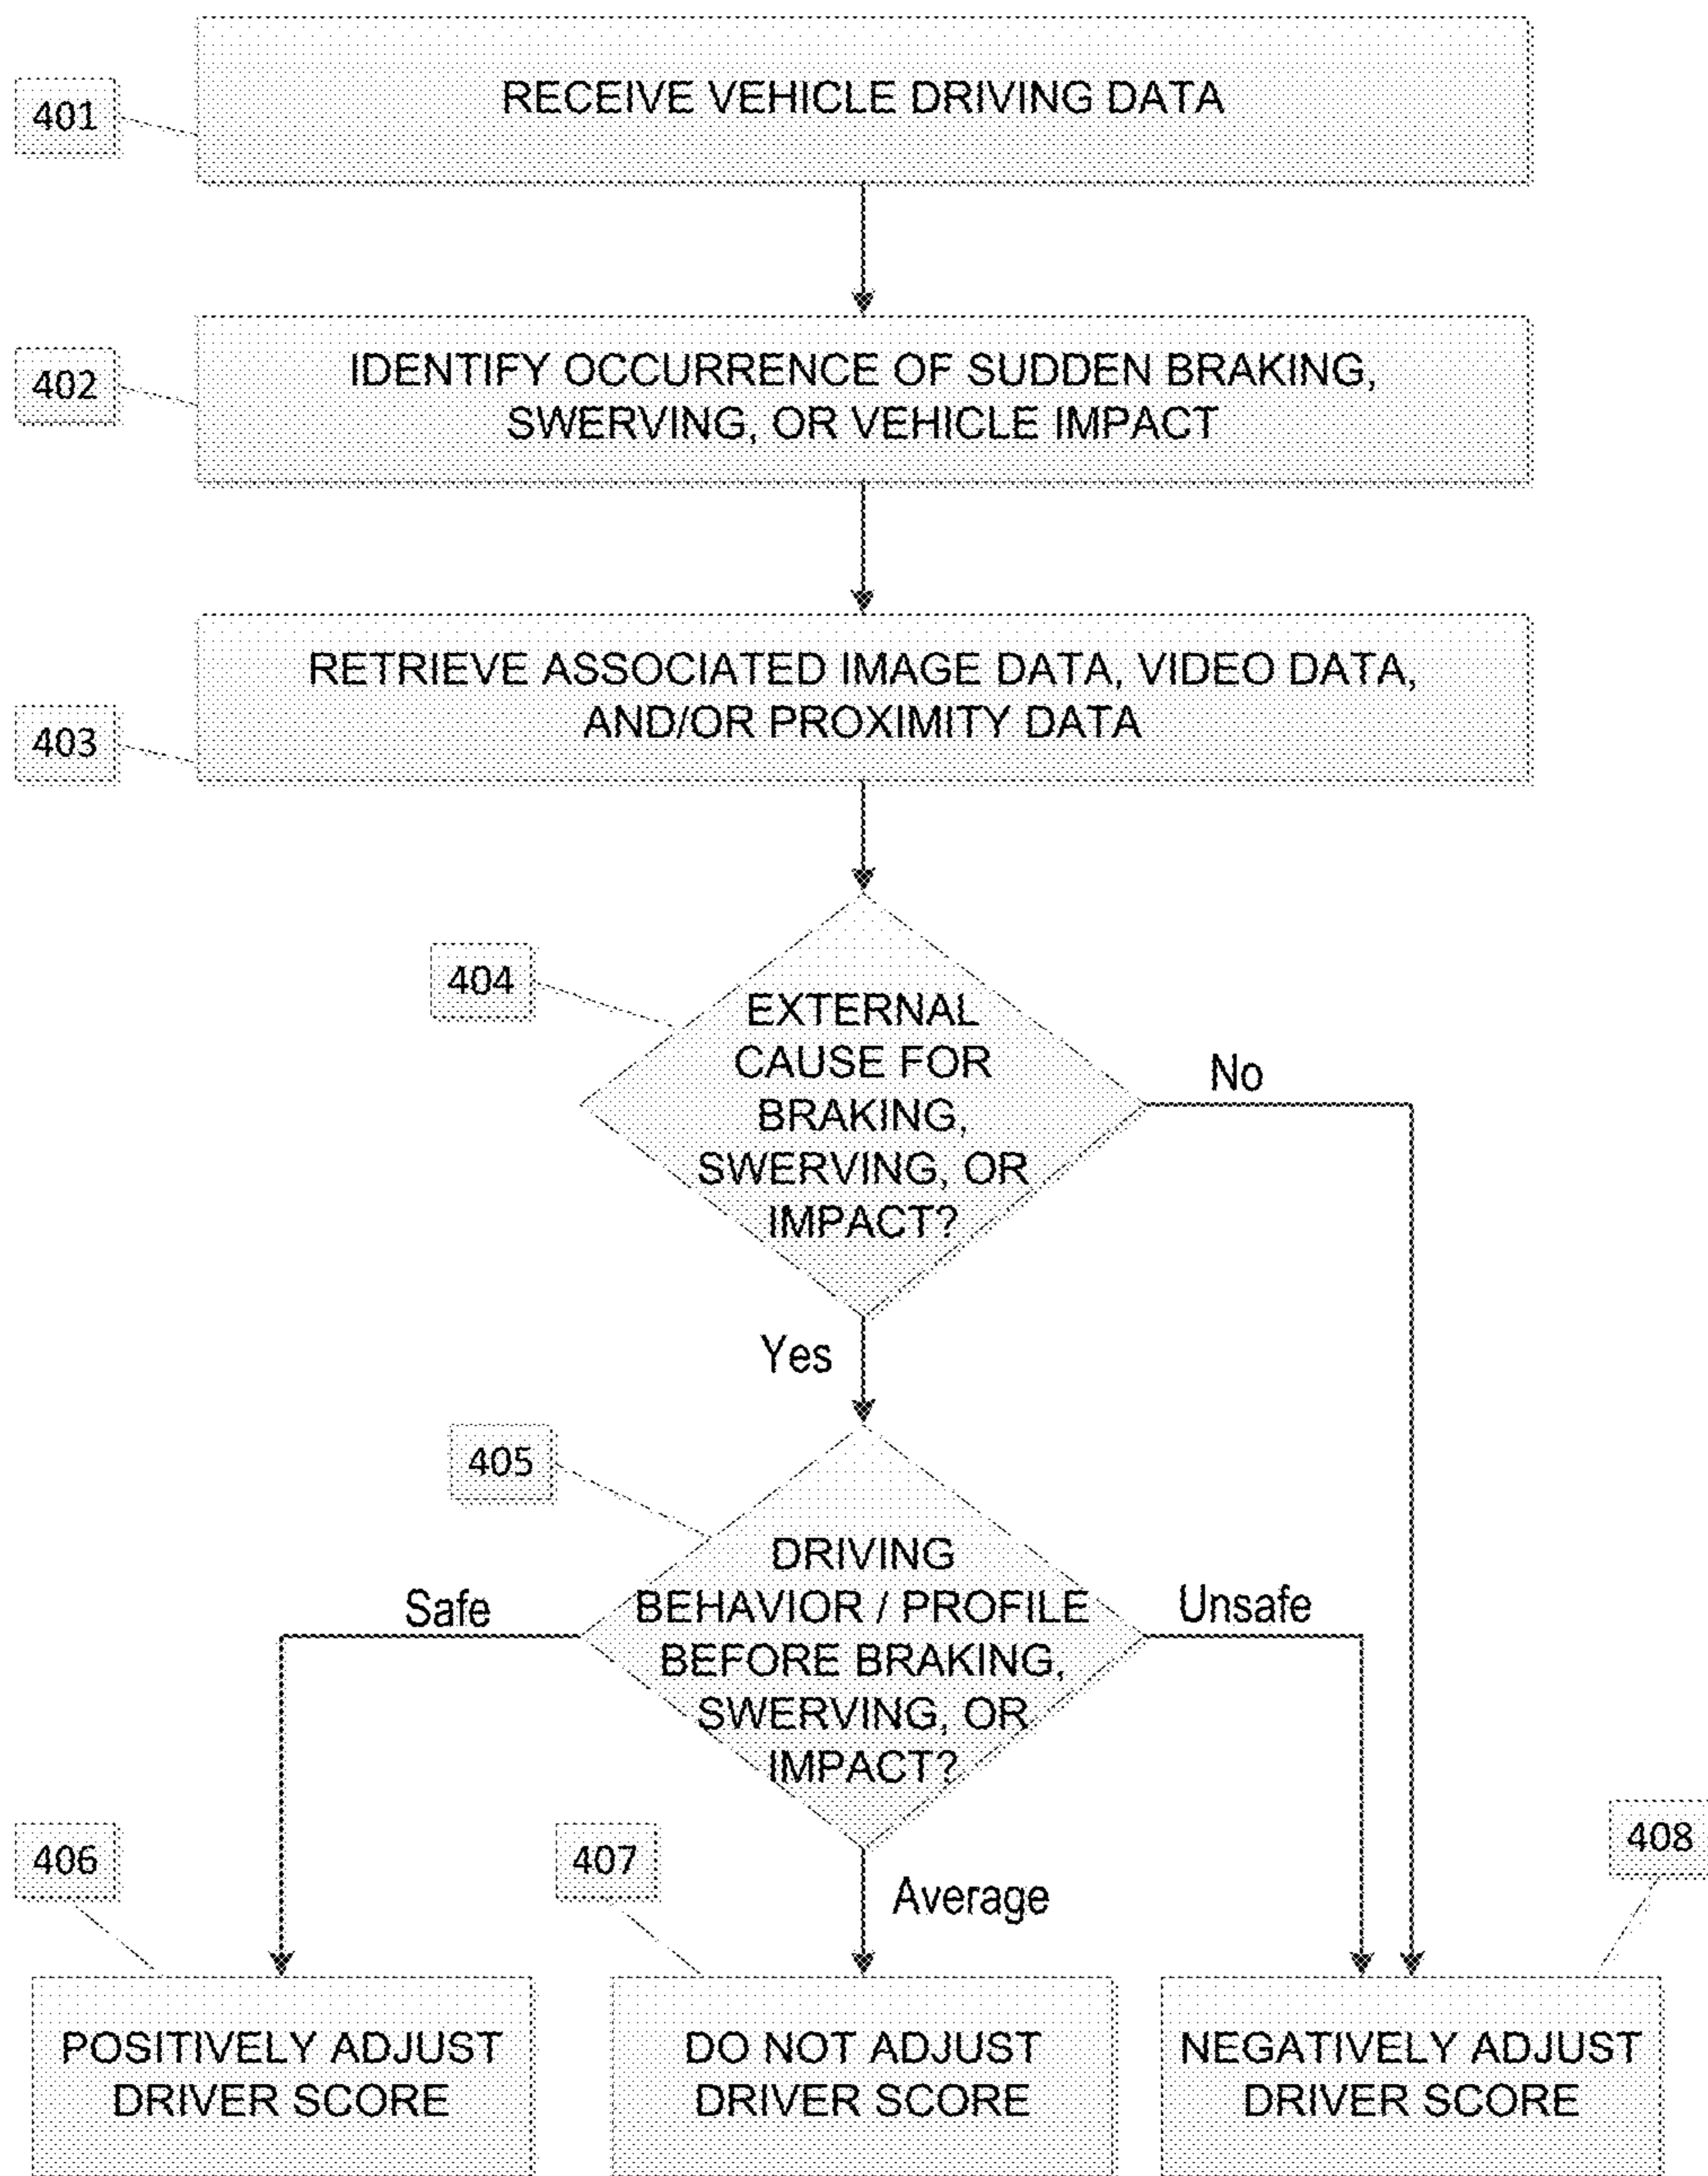 401
RECEIVE VEHICLE DRIVING DATA
402
IDENTIFY OCCURRENCE OF SUDDEN BRAKING,
SWERVING, OR VEHICLE IMPACT
403
RETRIEVE ASSOCIATED IMAGE DATA, VIDEO DATA,
AND/OR PROXIMITY DATA
404
EXTERNAL
CAUSE FOR
BRAKING,
SWERVING, OR
IMPACT?
No
Yes
405
DRIVING
BEHAVIOR / PROFILE
BEFORE BRAKING,
SWERVING, OR
IMPACT?
Safe
Unsafe
Average
406
POSITIVELY ADJUST
DRIVER SCORE
407
DO NOT ADJUST
DRIVER SCORE
408
NEGATIVELY ADJUST
DRIVER SCORE